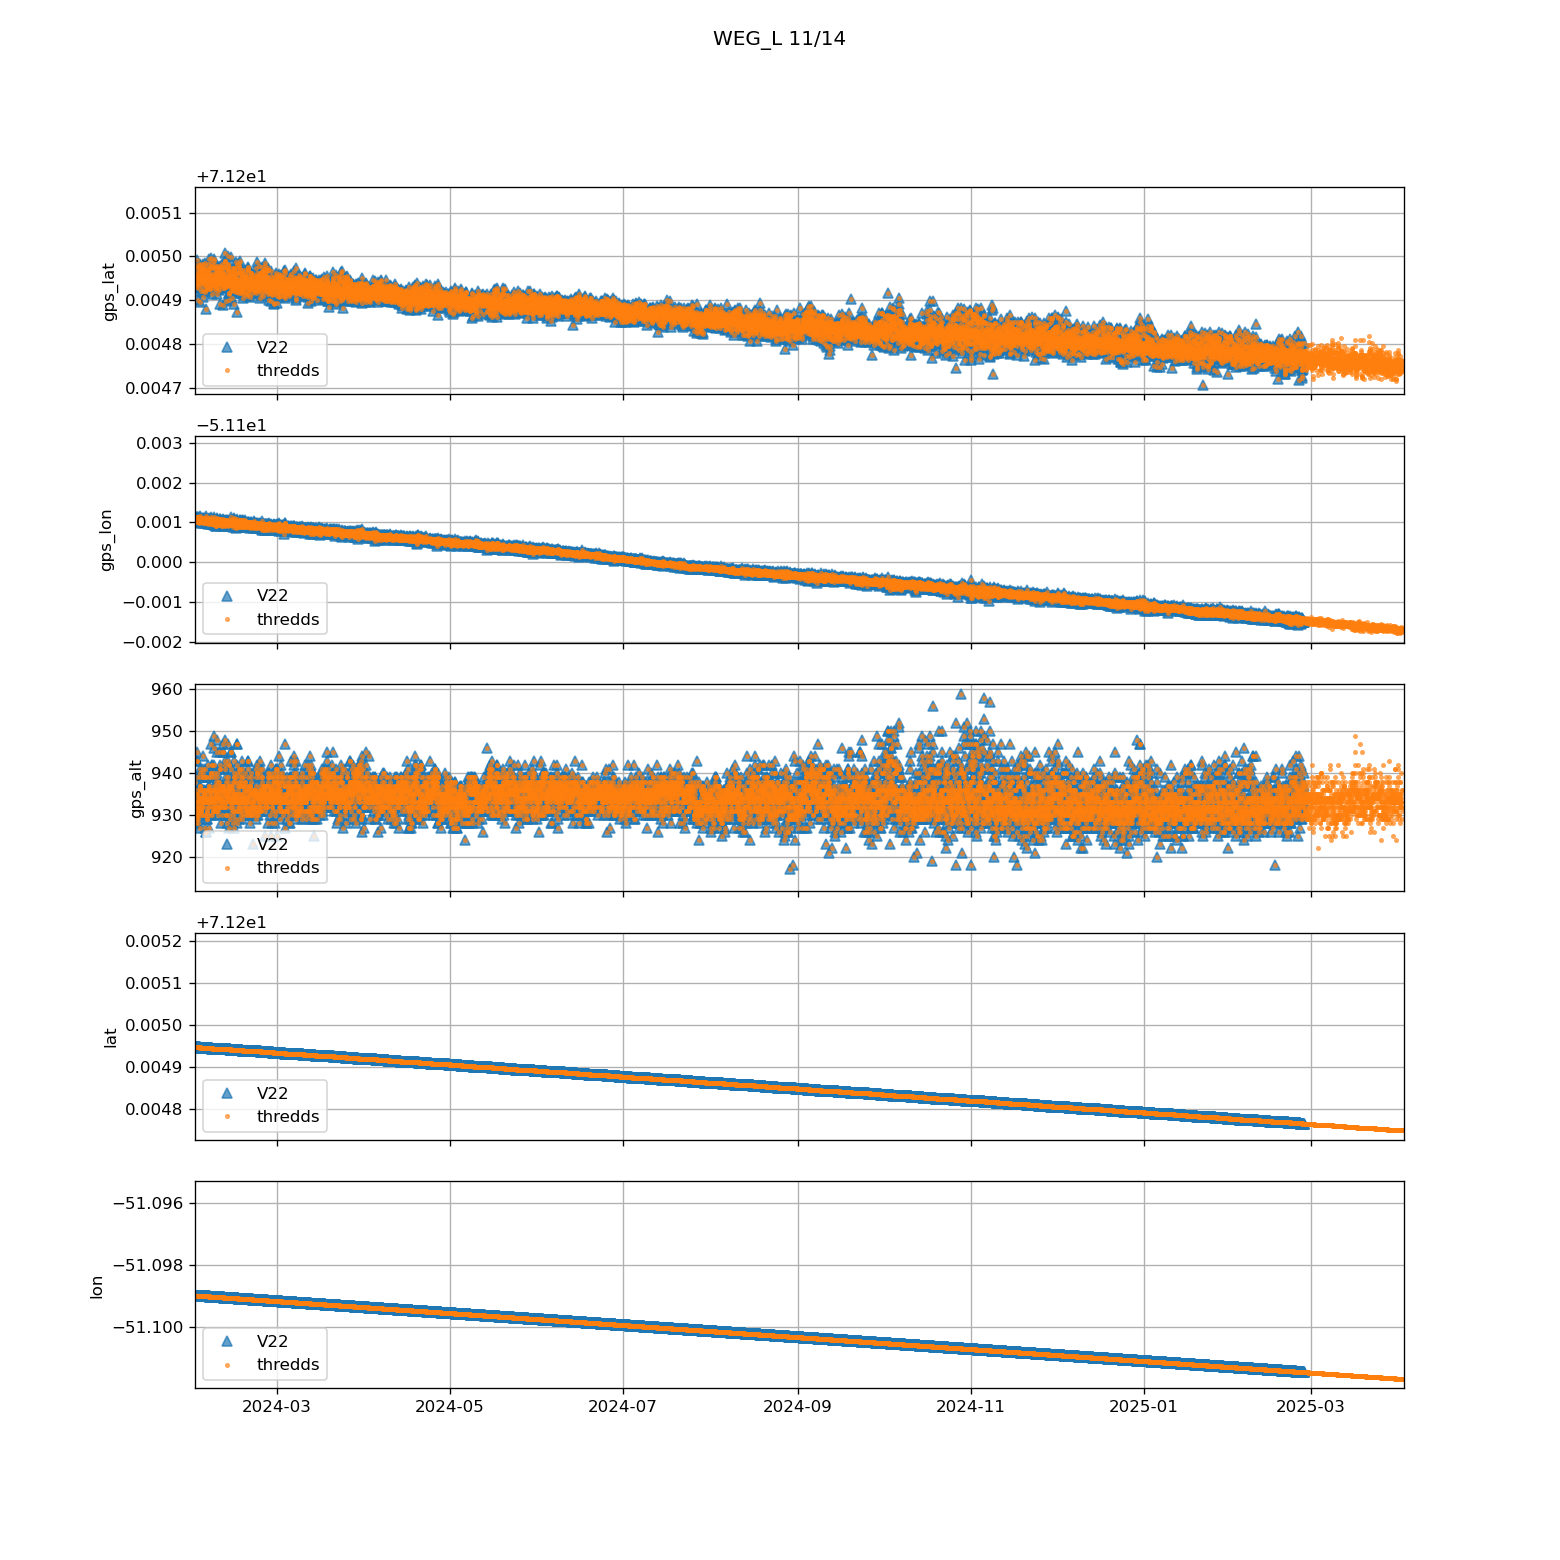 WEG_L 11/14
+7.12e1
0.0051
0.0050
0.0049
0.0048
0.0047
gps_lat
V22
thredds
−5.11e1
0.003
0.002
0.001
0.000
−0.001
−0.002
gps_lon
V22
thredds
960
950
940
930
920
gps_alt
V22
thredds
+7.12e1
0.0052
0.0051
0.0050
0.0049
0.0048
lat
V22
thredds
−51.096
−51.098
−51.100
lon
V22
thredds
2024-03 2024-05 2024-07 2024-09 2024-11 2025-01 2025-03